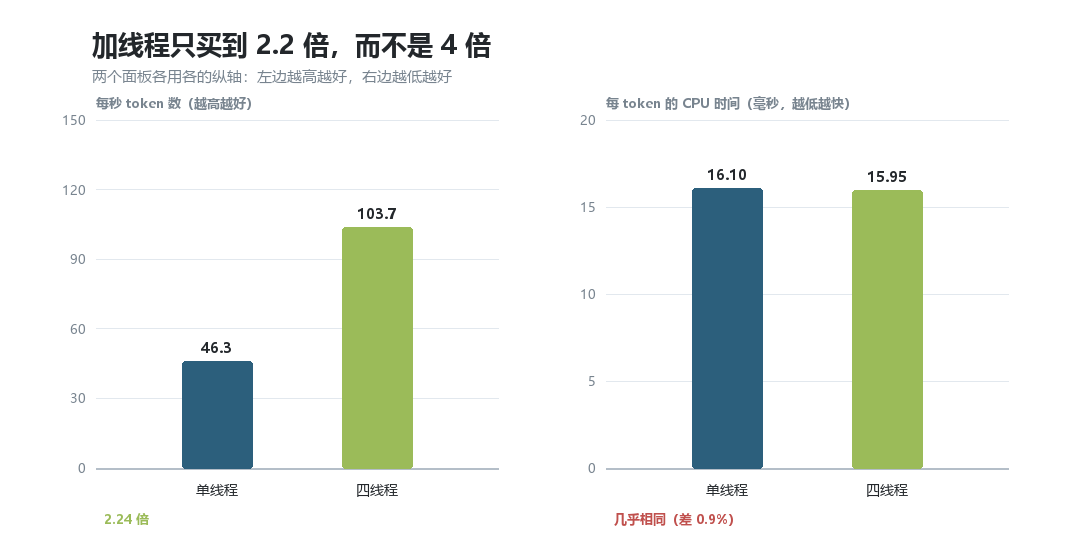 加线程只买到 2.2 倍，而不是 4 倍
两个面板各用各的纵轴：左边越高越好，右边越低越好
每秒 token 数（越高越好）
150
120
90
60
30
0
46.3
103.7
单线程
四线程
2.24 倍
每 token 的 CPU 时间（毫秒，越低越快）
20
15
10
5
0
16.10
15.95
单线程
四线程
几乎相同（差 0.9%）